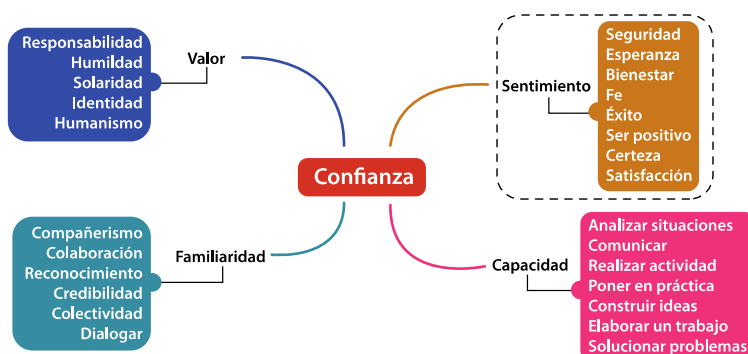 Responsabilidad
Humildad
Solaridad
Identidad
Humanismo
Valor
Confianza
Sentimiento
Seguridad
Esperanza
Bienestar
Fe
Éxito
Ser positivo
Certeza
Satisfacción
Compañerismo
Colaboración
Reconocimiento
Credibilidad
Colectividad
Dialogar
Familiaridad
Capacidad
Analizar situaciones
Comunicar
Realizar actividad
Poner en práctica
Construir ideas
Elaborar un trabajo
Solucionar problemas